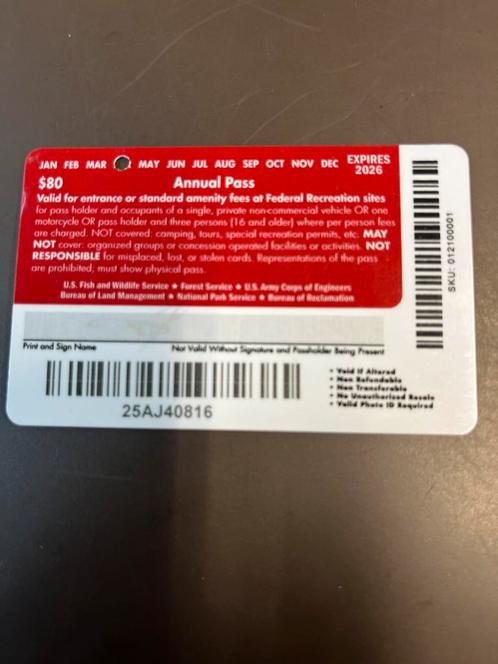 JAN FEB MAR MAY JUN JUL AUG SEP OCT NOV DEC EXPIRES 2026
$80 Annual Pass
Valid for entrance or standard amenity fees at Federal Recreation sites
for pass holder and occupants of a single, private non-commercial vehicle OR one
motorcycle OR pass holder and three persons (16 and older) where per person fees
are charged. NOT covered: camping, tours, special recreation permits, etc. MAY
NOT cover: organized groups or concession operated facilities or activities. NOT
RESPONSIBLE for misplaced, lost, or stolen cards. Representations of the pass
are prohibited; must show physical pass.
U.S. Fish and Wildlife Service ★ Forest Service ★ U.S. Army Corps of Engineers
Bureau of Land Management ★ National Park Service ★ Bureau of Reclamation
Print and Sign Name Not Valid Without Signature and Passholder Being Present
25AJ40816
• Void If Altered
• Non Refundable
• Non Transferable
• No Unauthorized Resale
• Valid Photo ID Required
SKU: 012100001